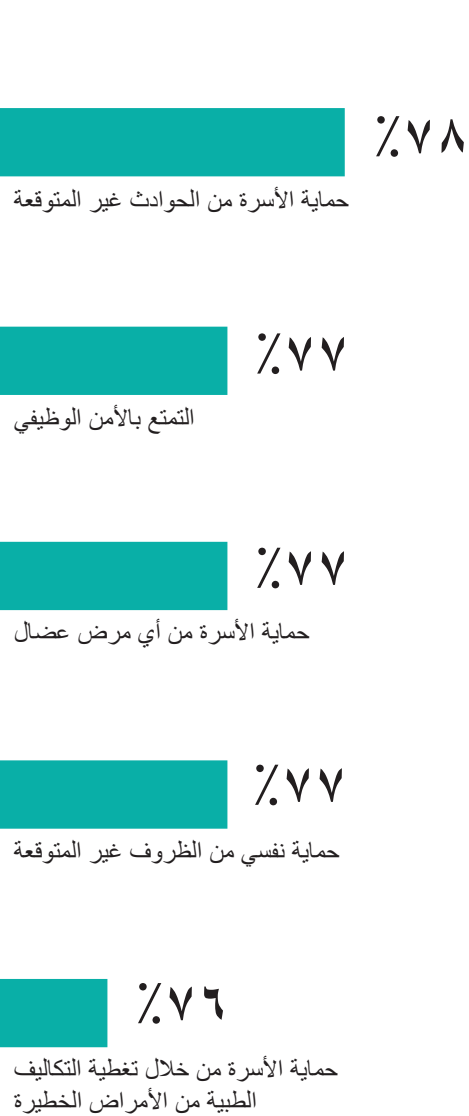 ٪٧٨
حماية الأسرة من الحوادث غير المتوقعة
٪٧٧
التمتع بالأمن الوظيفي
٪٧٧
حماية الأسرة من أي مرض عضال
٪٧٧
حماية نفسي من الظروف غير المتوقعة
٪٧٦
حماية الأسرة من خلال تغطية التكاليف
الطبية من الأمراض الخطيرة